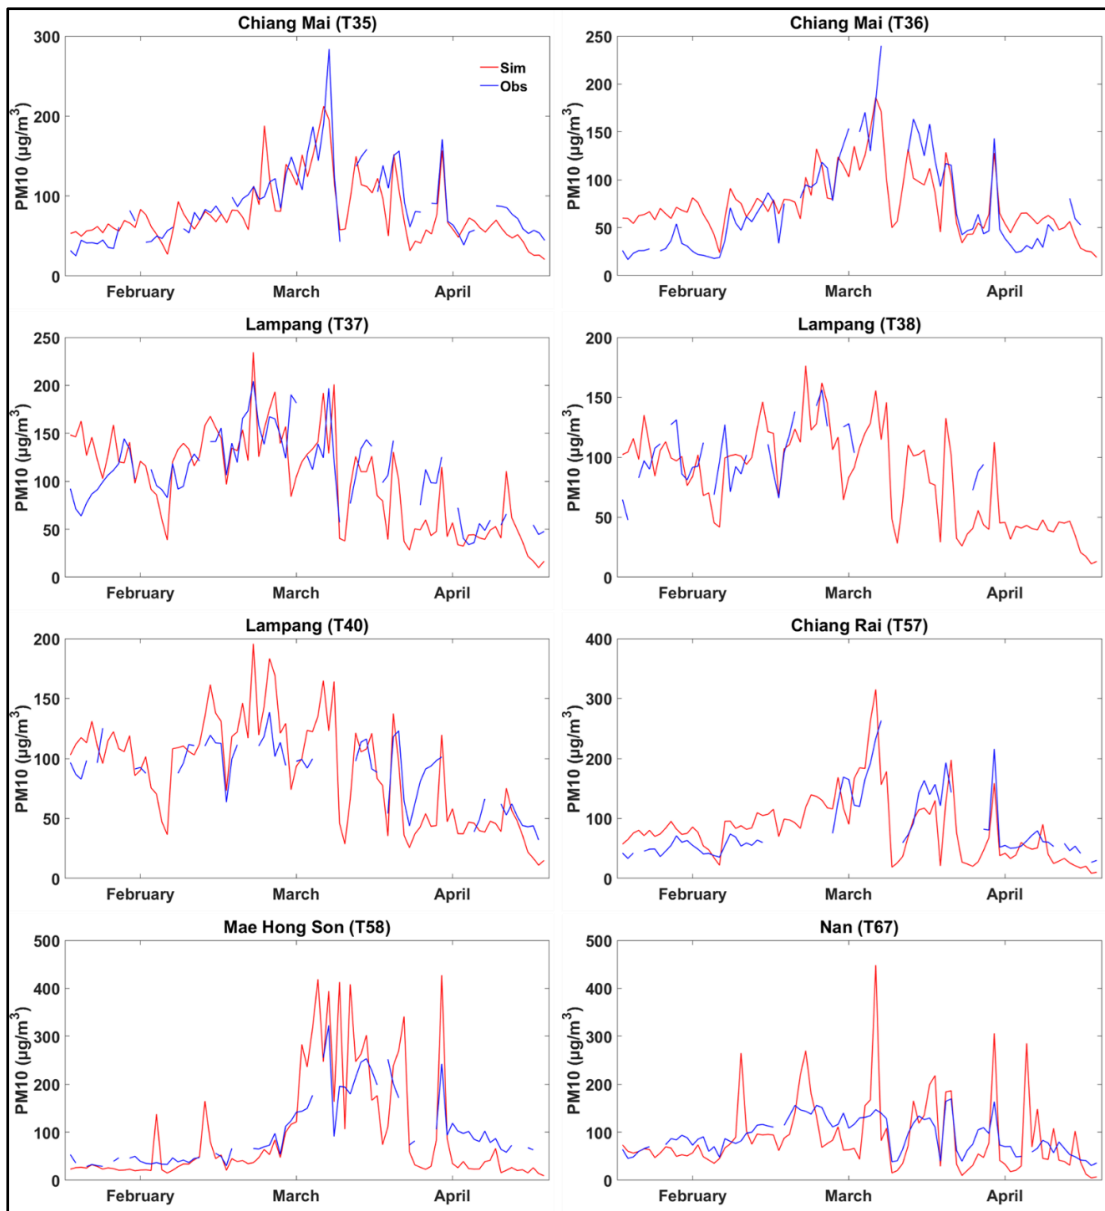 Chiang Mai (T35)
300
200
100
0
PM10 (µg/m³)
February
March
April
Sim
Obs
Chiang Mai (T36)
250
200
150
100
50
0
PM10 (µg/m³)
February
March
April
Lampang (T37)
250
200
150
100
50
0
PM10 (µg/m³)
February
March
April
Lampang (T38)
200
150
100
50
0
PM10 (µg/m³)
February
March
April
Lampang (T40)
200
150
100
50
0
PM10 (µg/m³)
February
March
April
Chiang Rai (T57)
400
300
200
100
0
PM10 (µg/m³)
February
March
April
Mae Hong Son (T58)
500
400
300
200
100
0
PM10 (µg/m³)
February
March
April
Nan (T67)
500
400
300
200
100
0
PM10 (µg/m³)
February
March
April